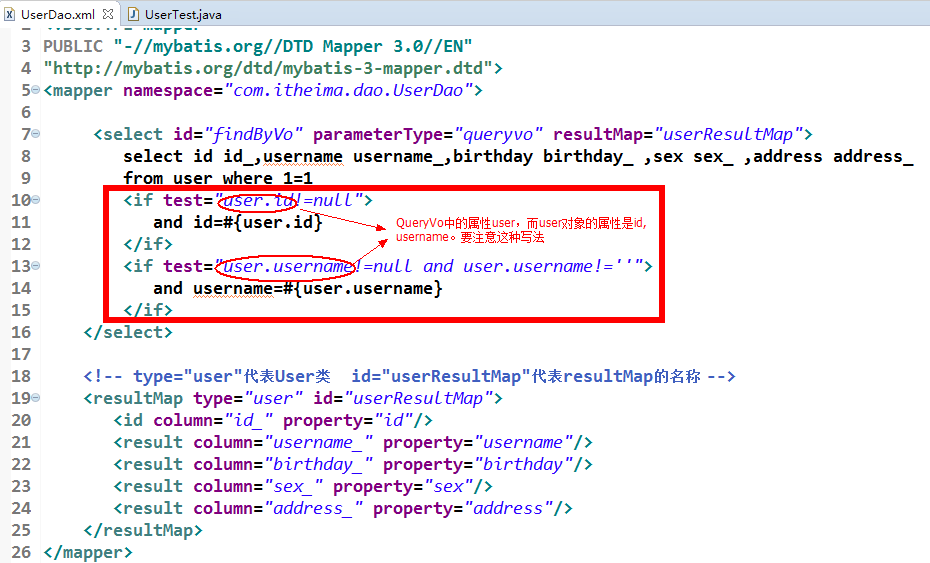 UserDao.xml UserTest.java
3 PUBLIC "-//mybatis.org//DTD Mapper 3.0//EN"
4 "http://mybatis.org/dtd/mybatis-3-mapper.dtd">
5 <mapper namespace="com.itheima.dao.UserDao">
6
7 <select id="findByVo" parameterType="queryvo" resultMap="userResultMap">
8 select id id_,username username_,birthday birthday_ ,sex sex_ ,address address_
9 from user where 1=1
10 <if test="user.id!=null">
11 and id=#{user.id}
12 </if>
13 <if test="user.username!=null and user.username!=''">
14 and username=#{user.username}
15 </if>
16 </select>
17
18 <!-- type="user"代表User类 id="userResultMap"代表resultMap的名称 -->
19 <resultMap type="user" id="userResultMap">
20 <id column="id_" property="id"/>
21 <result column="username_" property="username"/>
22 <result column="birthday_" property="birthday"/>
23 <result column="sex_" property="sex"/>
24 <result column="address_" property="address"/>
25 </resultMap>
26 </mapper>
QueryVo中的属性user，而user对象的属性是id,
username。要注意这种写法